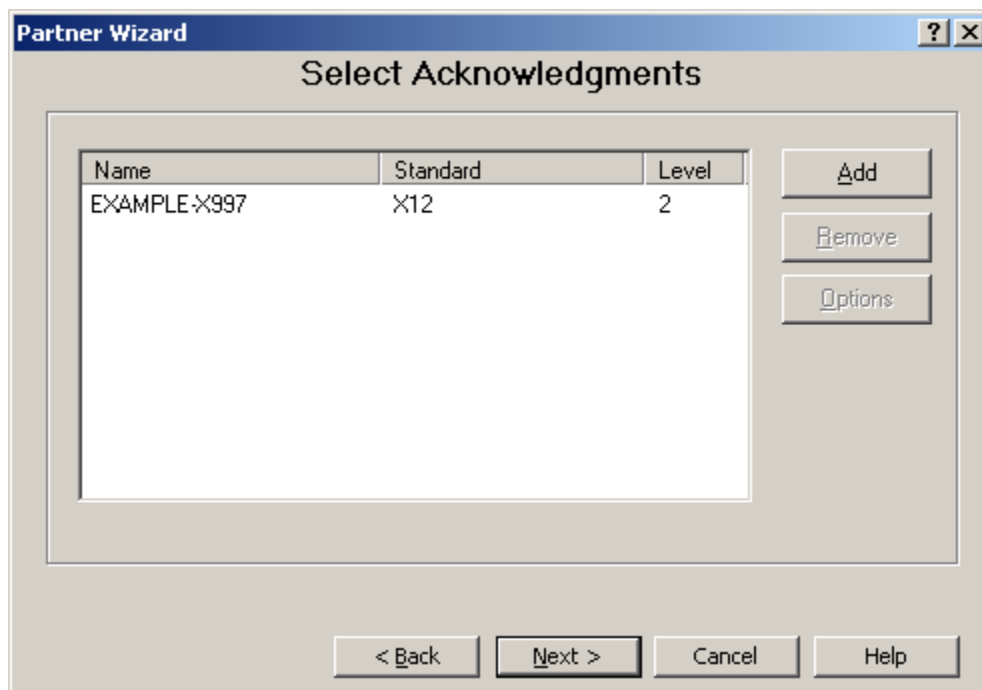 Partner Wizard
Select Acknowledgments
Name Standard Level
EXAMPLE-X997 X12 2
Add
Remove
Options
< Back Next > Cancel Help